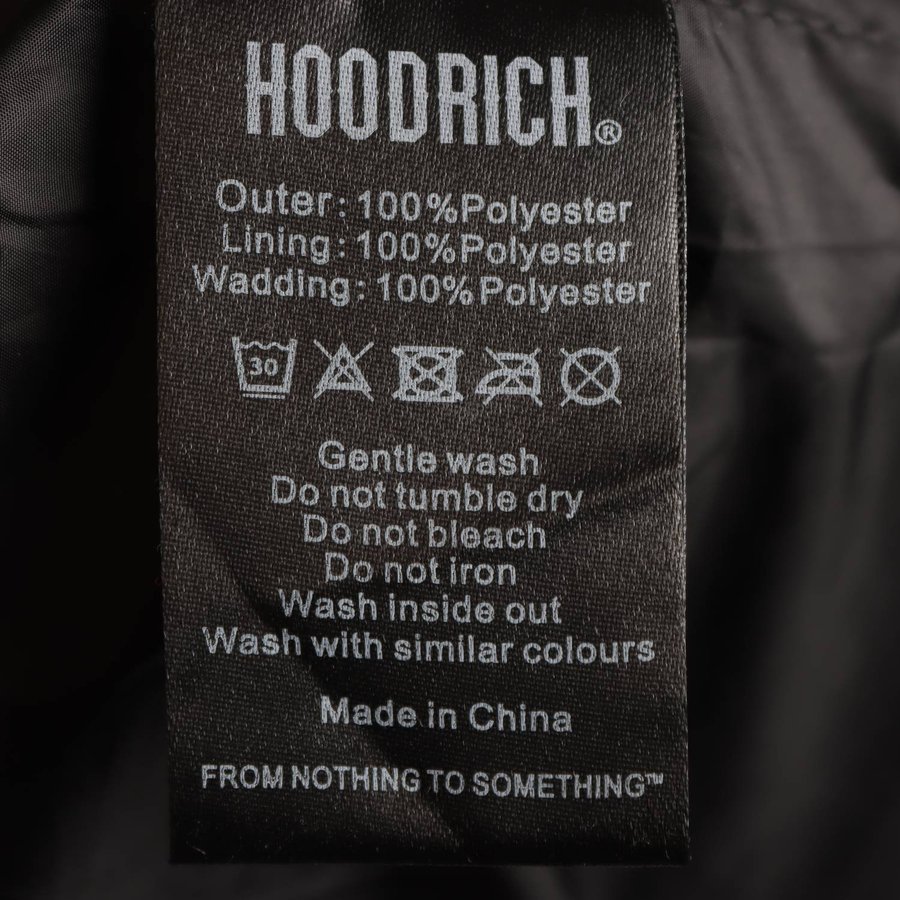 HOODRICH®
Outer: 100%Polyester
Lining: 100%Polyester
Wadding: 100%Polyester
30
Gentle wash
Do not tumble dry
Do not bleach
Do not iron
Wash inside out
Wash with similar colours
Made in China
FROM NOTHING TO SOMETHING™